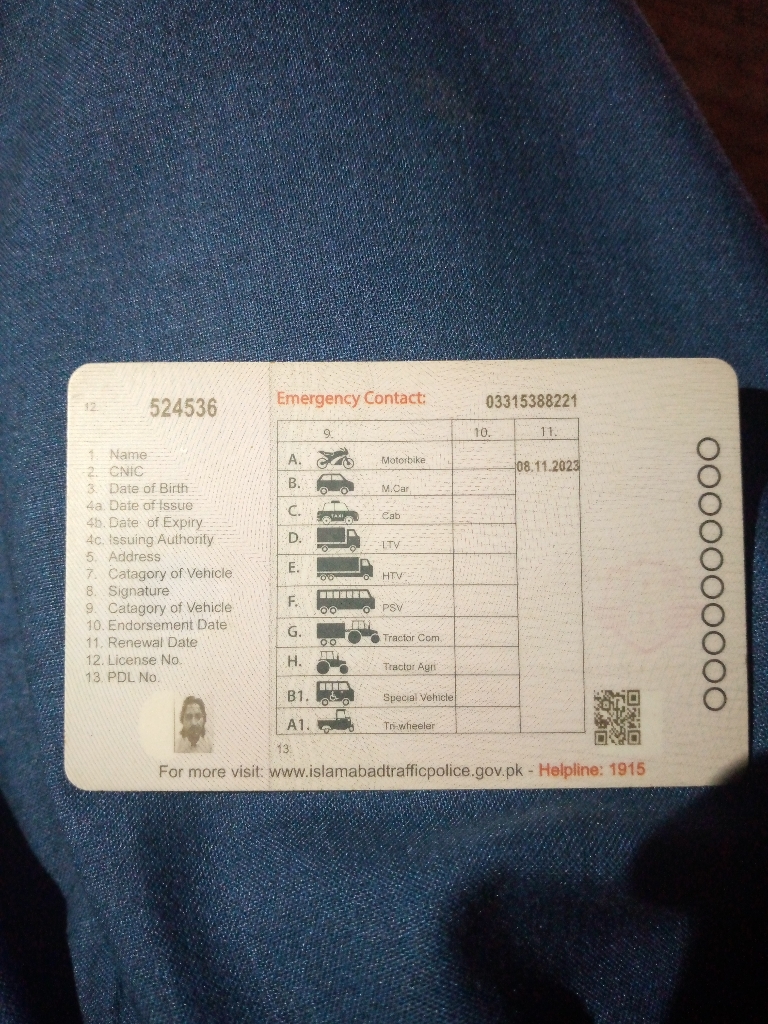 12. 524536
Emergency Contact: 03315388221
1. Name
2. CNIC
3. Date of Birth
4a. Date of Issue
4b. Date of Expiry
4c. Issuing Authority
5. Address
7. Catagory of Vehicle
8. Signature
9. Catagory of Vehicle
10. Endorsement Date
11. Renewal Date
12. License No.
13. PDL No.
9. 10. 11.
A. Motorbike 08.11.2023
B. M.Car
C. TAXI Cab
D. LTV
E. HTV
F. PSV
G. Tractor Com.
H. Tractor Agri
B1. Special Vehicle
A1. Tri-wheeler
13.
For more visit: www.islamabadtrafficpolice.gov.pk - Helpline: 1915